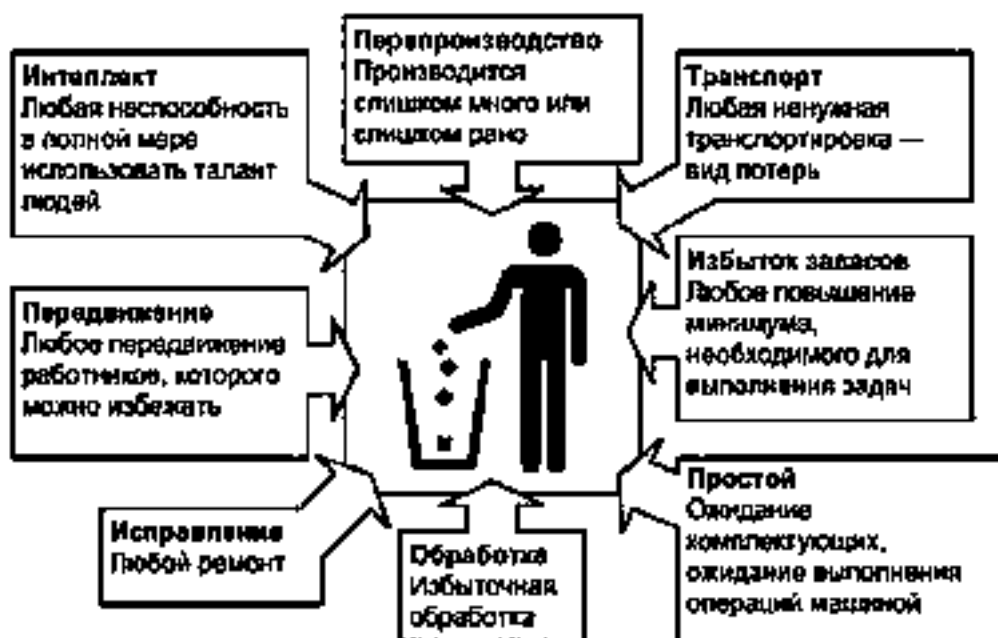 Перепроизводство
Производится
слишком много или
слишком рано
Интеллект
Любая неспособность
в полной мере
использовать талант
людей
Транспорт
Любая ненужная
транспортировка —
вид потерь
Передвижение
Любое передвижение
работников, которого
можно избежать
Избыток запасов
Любое повышение
минимума,
необходимого для
выполнения задач
Исправление
Любой ремонт
Обработка
Избыточная
обработка
Простой
Ожидание
комплектующих,
ожидание выполнения
операций машиной